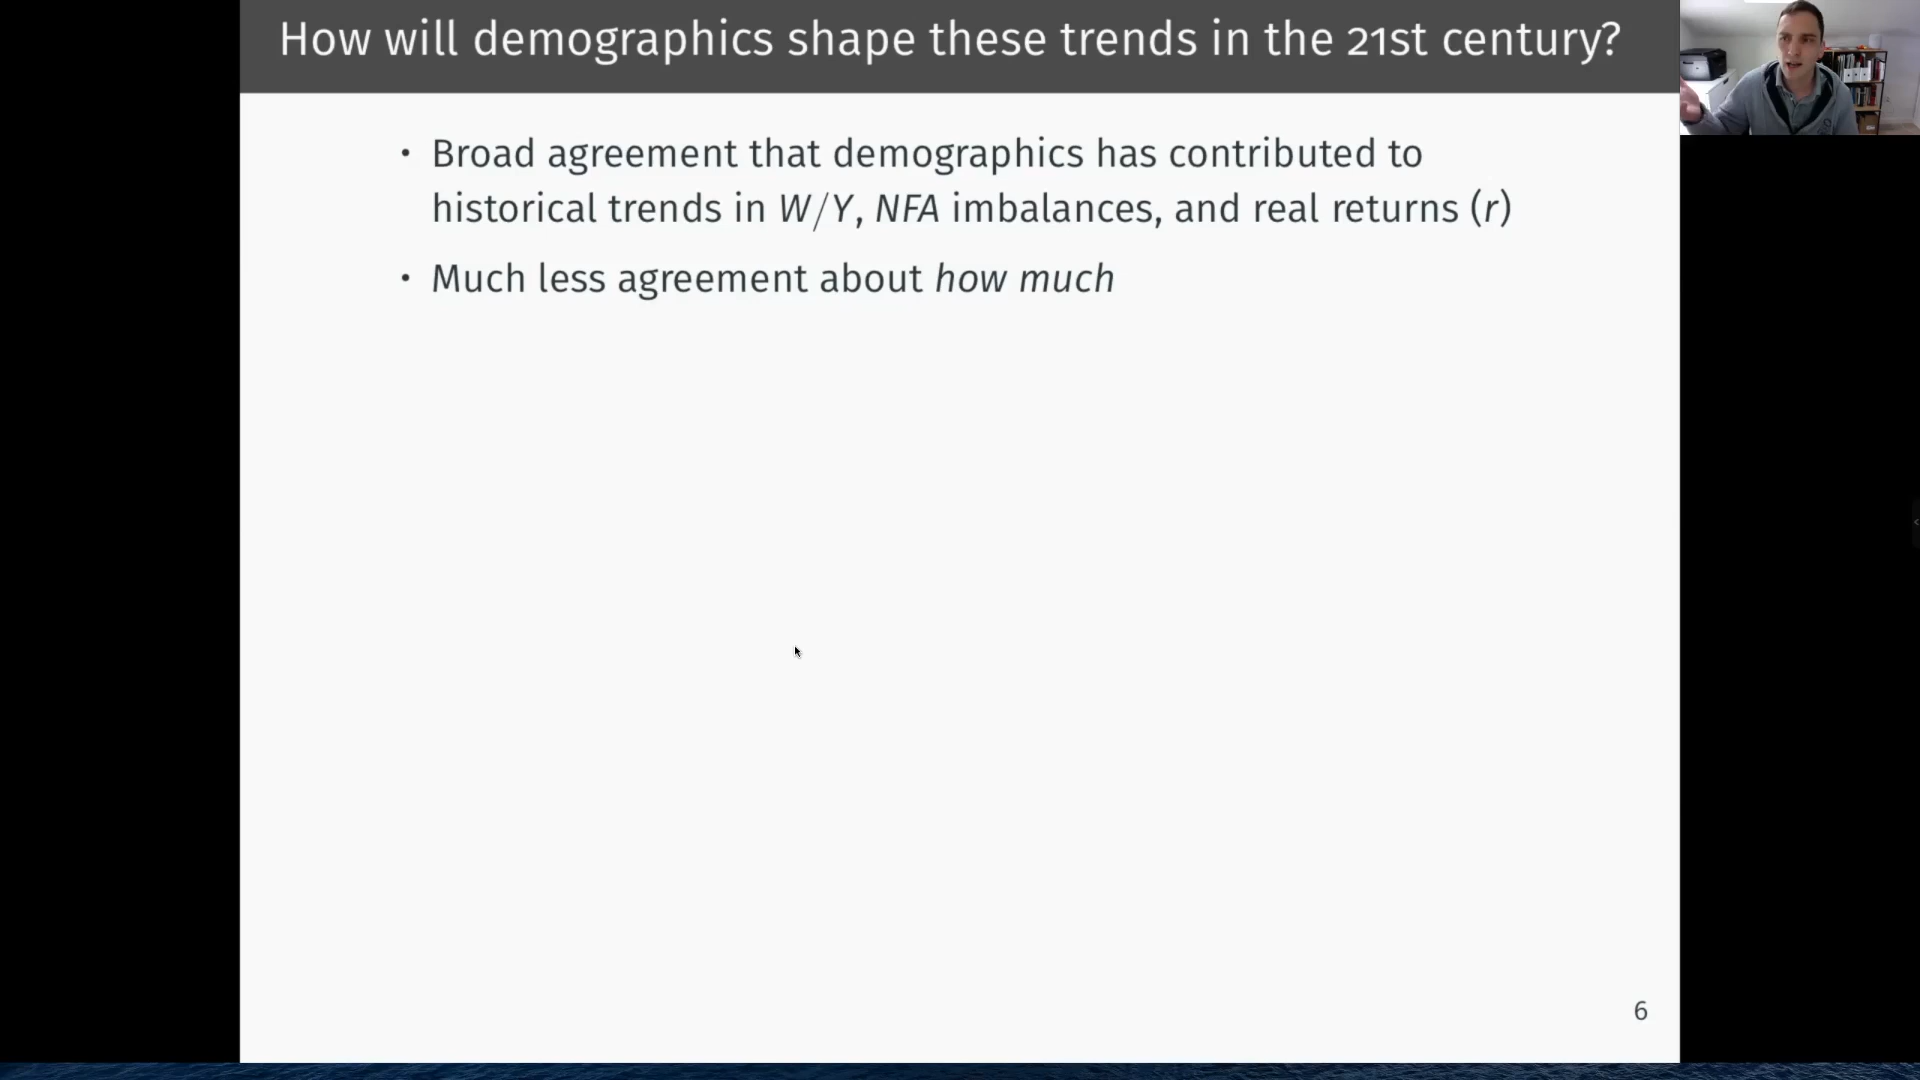 How will demographics shape these trends in the 21st century?
• Broad agreement that demographics has contributed to
historical trends in W/Y, NFA imbalances, and real returns (r)
• Much less agreement about how much
6